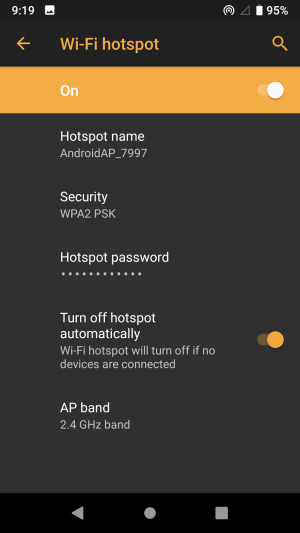 9:19 95%
Wi-Fi hotspot
On
Hotspot name
AndroidAP_7997
Security
WPA2 PSK
Hotspot password
••••••••••••
Turn off hotspot
automatically
Wi-Fi hotspot will turn off if no
devices are connected
AP band
2.4 GHz band